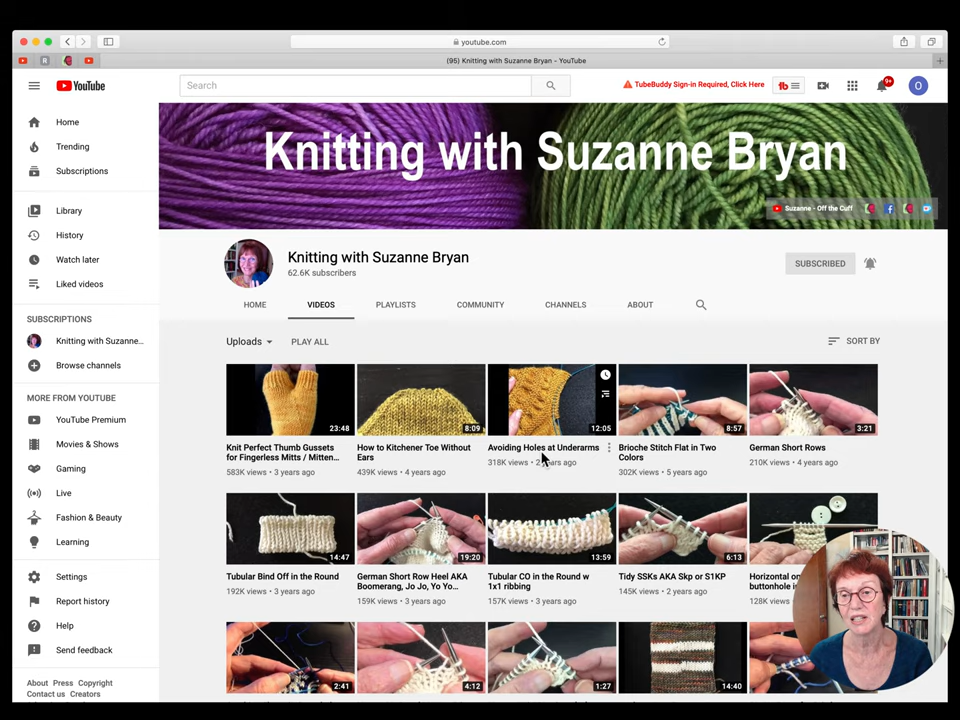 youtube.com
(95) Knitting with Suzanne Bryan - YouTube
YouTube
Search
TubeBuddy Sign-in Required, Click Here
tb
9+
O
Home
Trending
Subscriptions
Library
History
Watch later
Liked videos
SUBSCRIPTIONS
Knitting with Suzanne...
Browse channels
MORE FROM YOUTUBE
YouTube Premium
Movies & Shows
Gaming
Live
Fashion & Beauty
Learning
Settings
Report history
Help
Send feedback
About Press Copyright
Contact us Creators
Knitting with Suzanne Bryan
Suzanne - Off the Cuff
Knitting with Suzanne Bryan
62.6K subscribers
SUBSCRIBED
HOME VIDEOS PLAYLISTS COMMUNITY CHANNELS ABOUT
Uploads PLAY ALL SORT BY
23:48 8:09 12:05 8:57 3:21
Knit Perfect Thumb Gussets for Fingerless Mitts / Mitten...
583K views • 3 years ago
How to Kitchener Toe Without Ears
439K views • 4 years ago
Avoiding Holes at Underarms
318K views • 2 years ago
Brioche Stitch Flat in Two Colors
302K views • 5 years ago
German Short Rows
210K views • 4 years ago
14:47 19:20 13:59 6:13
Tubular Bind Off in the Round
192K views • 3 years ago
German Short Row Heel AKA Boomerang, Jo Jo, Yo Yo...
159K views • 3 years ago
Tubular CO in the Round w 1x1 ribbing
157K views • 3 years ago
Tidy SSKs AKA Skp or S1KP
145K views • 2 years ago
Horizontal on
buttonhole i
128K views
2:41 4:12 1:27 14:40